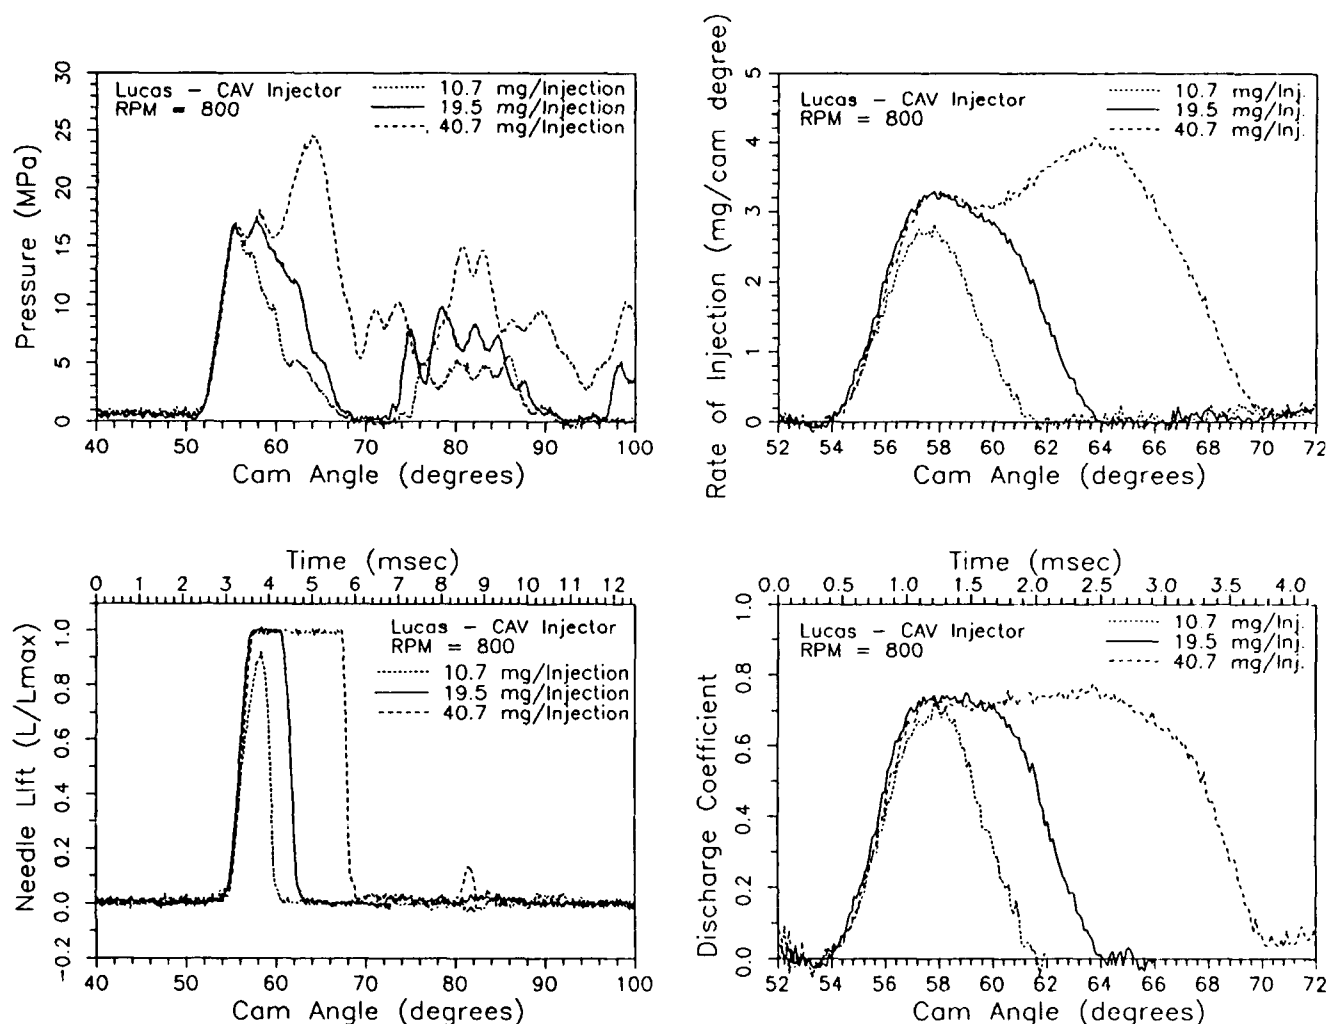 30
25
20
15
10
5
0
Pressure (MPa)
Lucas – CAV Injector
RPM = 800
10.7 mg/Injection
19.5 mg/Injection
40.7 mg/Injection
40 50 60 70 80 90 100
Cam Angle (degrees)
5
4
3
2
1
0
Rate of Injection (mg/cam degree)
Lucas – CAV Injector
RPM = 800
10.7 mg/Inj.
19.5 mg/Inj.
40.7 mg/Inj.
52 54 56 58 60 62 64 66 68 70 72
Cam Angle (degrees)
Time (msec)
0 1 2 3 4 5 6 7 8 9 10 11 12
1.0
0.8
0.6
0.4
0.2
0.0
-0.2
Needle Lift (L/Lmax)
Lucas – CAV Injector
RPM = 800
10.7 mg/Injection
19.5 mg/Injection
40.7 mg/Injection
40 50 60 70 80 90 100
Cam Angle (degrees)
Time (msec)
0.0 0.5 1.0 1.5 2.0 2.5 3.0 3.5 4.0
1.0
0.8
0.6
0.4
0.2
0.0
Discharge Coefficient
Lucas – CAV Injector
RPM = 800
10.7 mg/Inj.
19.5 mg/Inj.
40.7 mg/Inj.
52 54 56 58 60 62 64 66 68 70 72
Cam Angle (degrees)